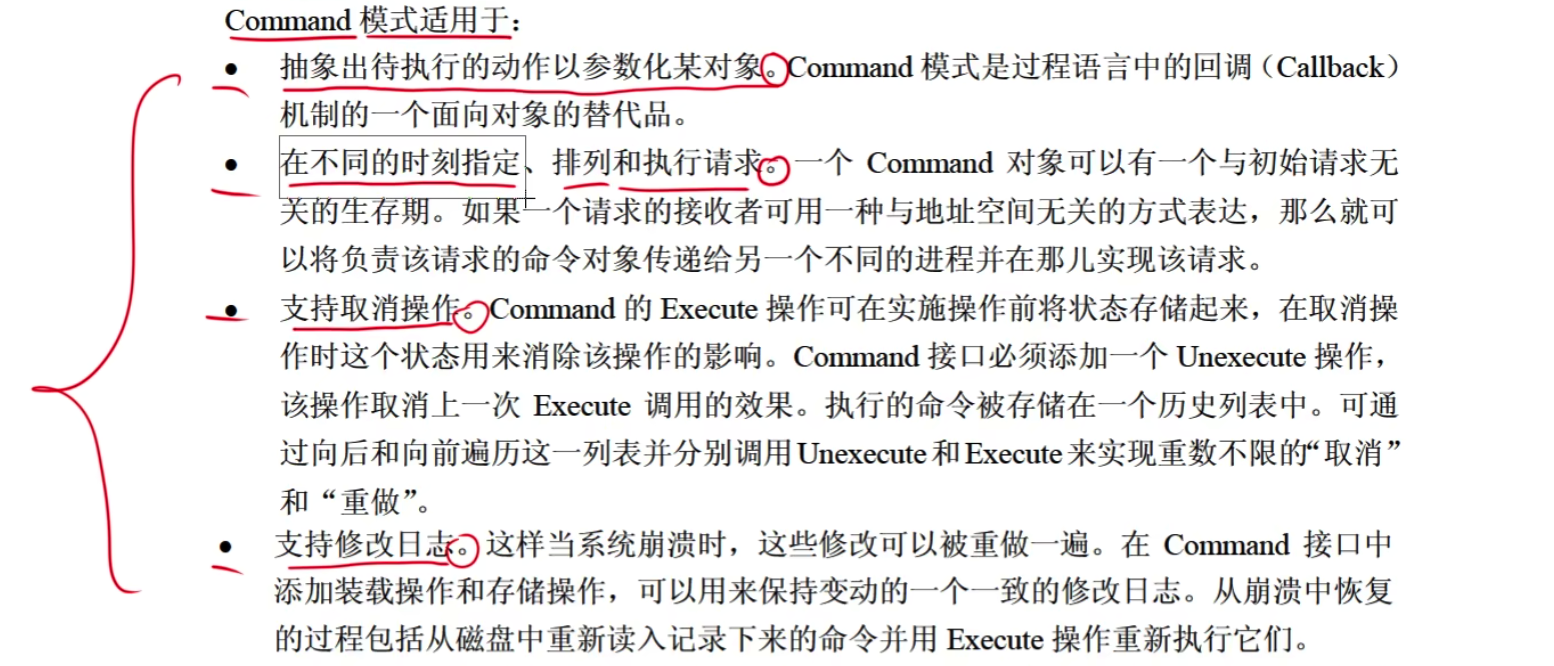 Command 模式适用于：
• 抽象出待执行的动作以参数化某对象。Command 模式是过程语言中的回调（Callback）
机制的一个面向对象的替代品。
• 在不同的时刻指定、排列和执行请求。一个 Command 对象可以有一个与初始请求无
关的生存期。如果一个请求的接收者可用一种与地址空间无关的方式表达，那么就可
以将负责该请求的命令对象传递给另一个不同的进程并在那儿实现该请求。
• 支持取消操作。Command 的 Execute 操作可在实施操作前将状态存储起来，在取消操
作时这个状态用来消除该操作的影响。Command 接口必须添加一个 Unexecute 操作，
该操作取消上一次 Execute 调用的效果。执行的命令被存储在一个历史列表中。可通
过向后和向前遍历这一列表并分别调用 Unexecute 和 Execute 来实现重数不限的“取消”
和“重做”。
• 支持修改日志。这样当系统崩溃时，这些修改可以被重做一遍。在 Command 接口中
添加装载操作和存储操作，可以用来保持变动的一个一致的修改日志。从崩溃中恢复
的过程包括从磁盘中重新读入记录下来的命令并用 Execute 操作重新执行它们。